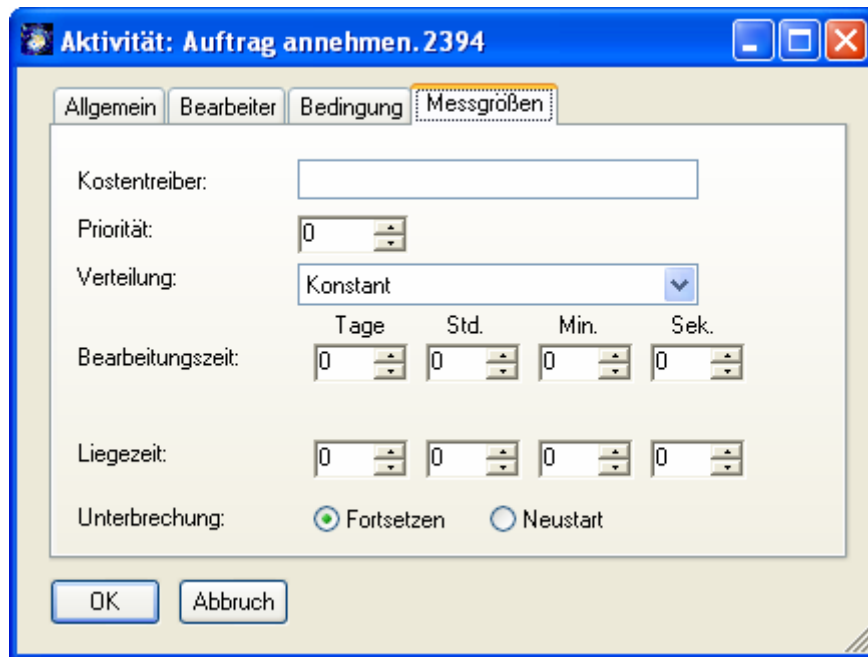 Aktivität: Auftrag annehmen.2394
Allgemein Bearbeiter Bedingung Messgrößen
Kostentreiber:
Priorität: 0
Verteilung: Konstant
Tage Std. Min. Sek.
Bearbeitungszeit: 0 0 0 0
Liegezeit: 0 0 0 0
Unterbrechung: Fortsetzen Neustart
OK Abbruch